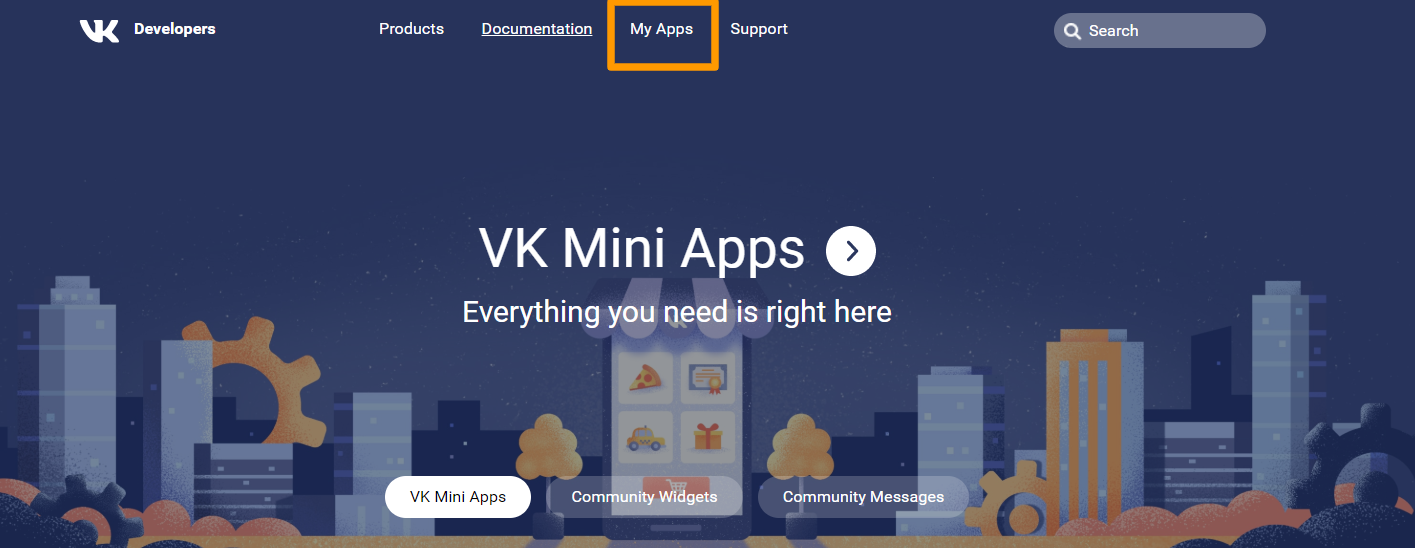 VK Developers Products Documentation My Apps Support Search
VK Mini Apps
Everything you need is right here
VK Mini Apps Community Widgets Community Messages